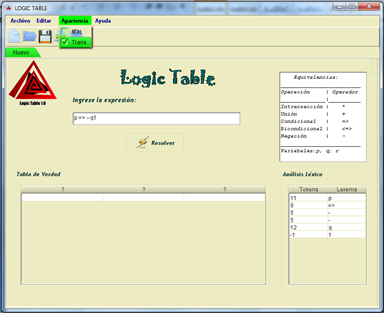 LOGIC TABLE
Archivo Editar Apariencia Ayuda
Más
Trans
Nuevo
Logic Table 1.0
Logic Table
Ingrese la expresión:
p => --q1
Resolver
Equivalencias:
Operación | Operador
Intersección | *
Unión | +
Condicional | =>
Bicondicional | <=>
Negación | -
Variables:p, q, r
Tabla de Verdad
? ? ?
Análisis Léxico
Tokens Lexema
11 p
8 =>
5 -
5 -
12 q
-1 1